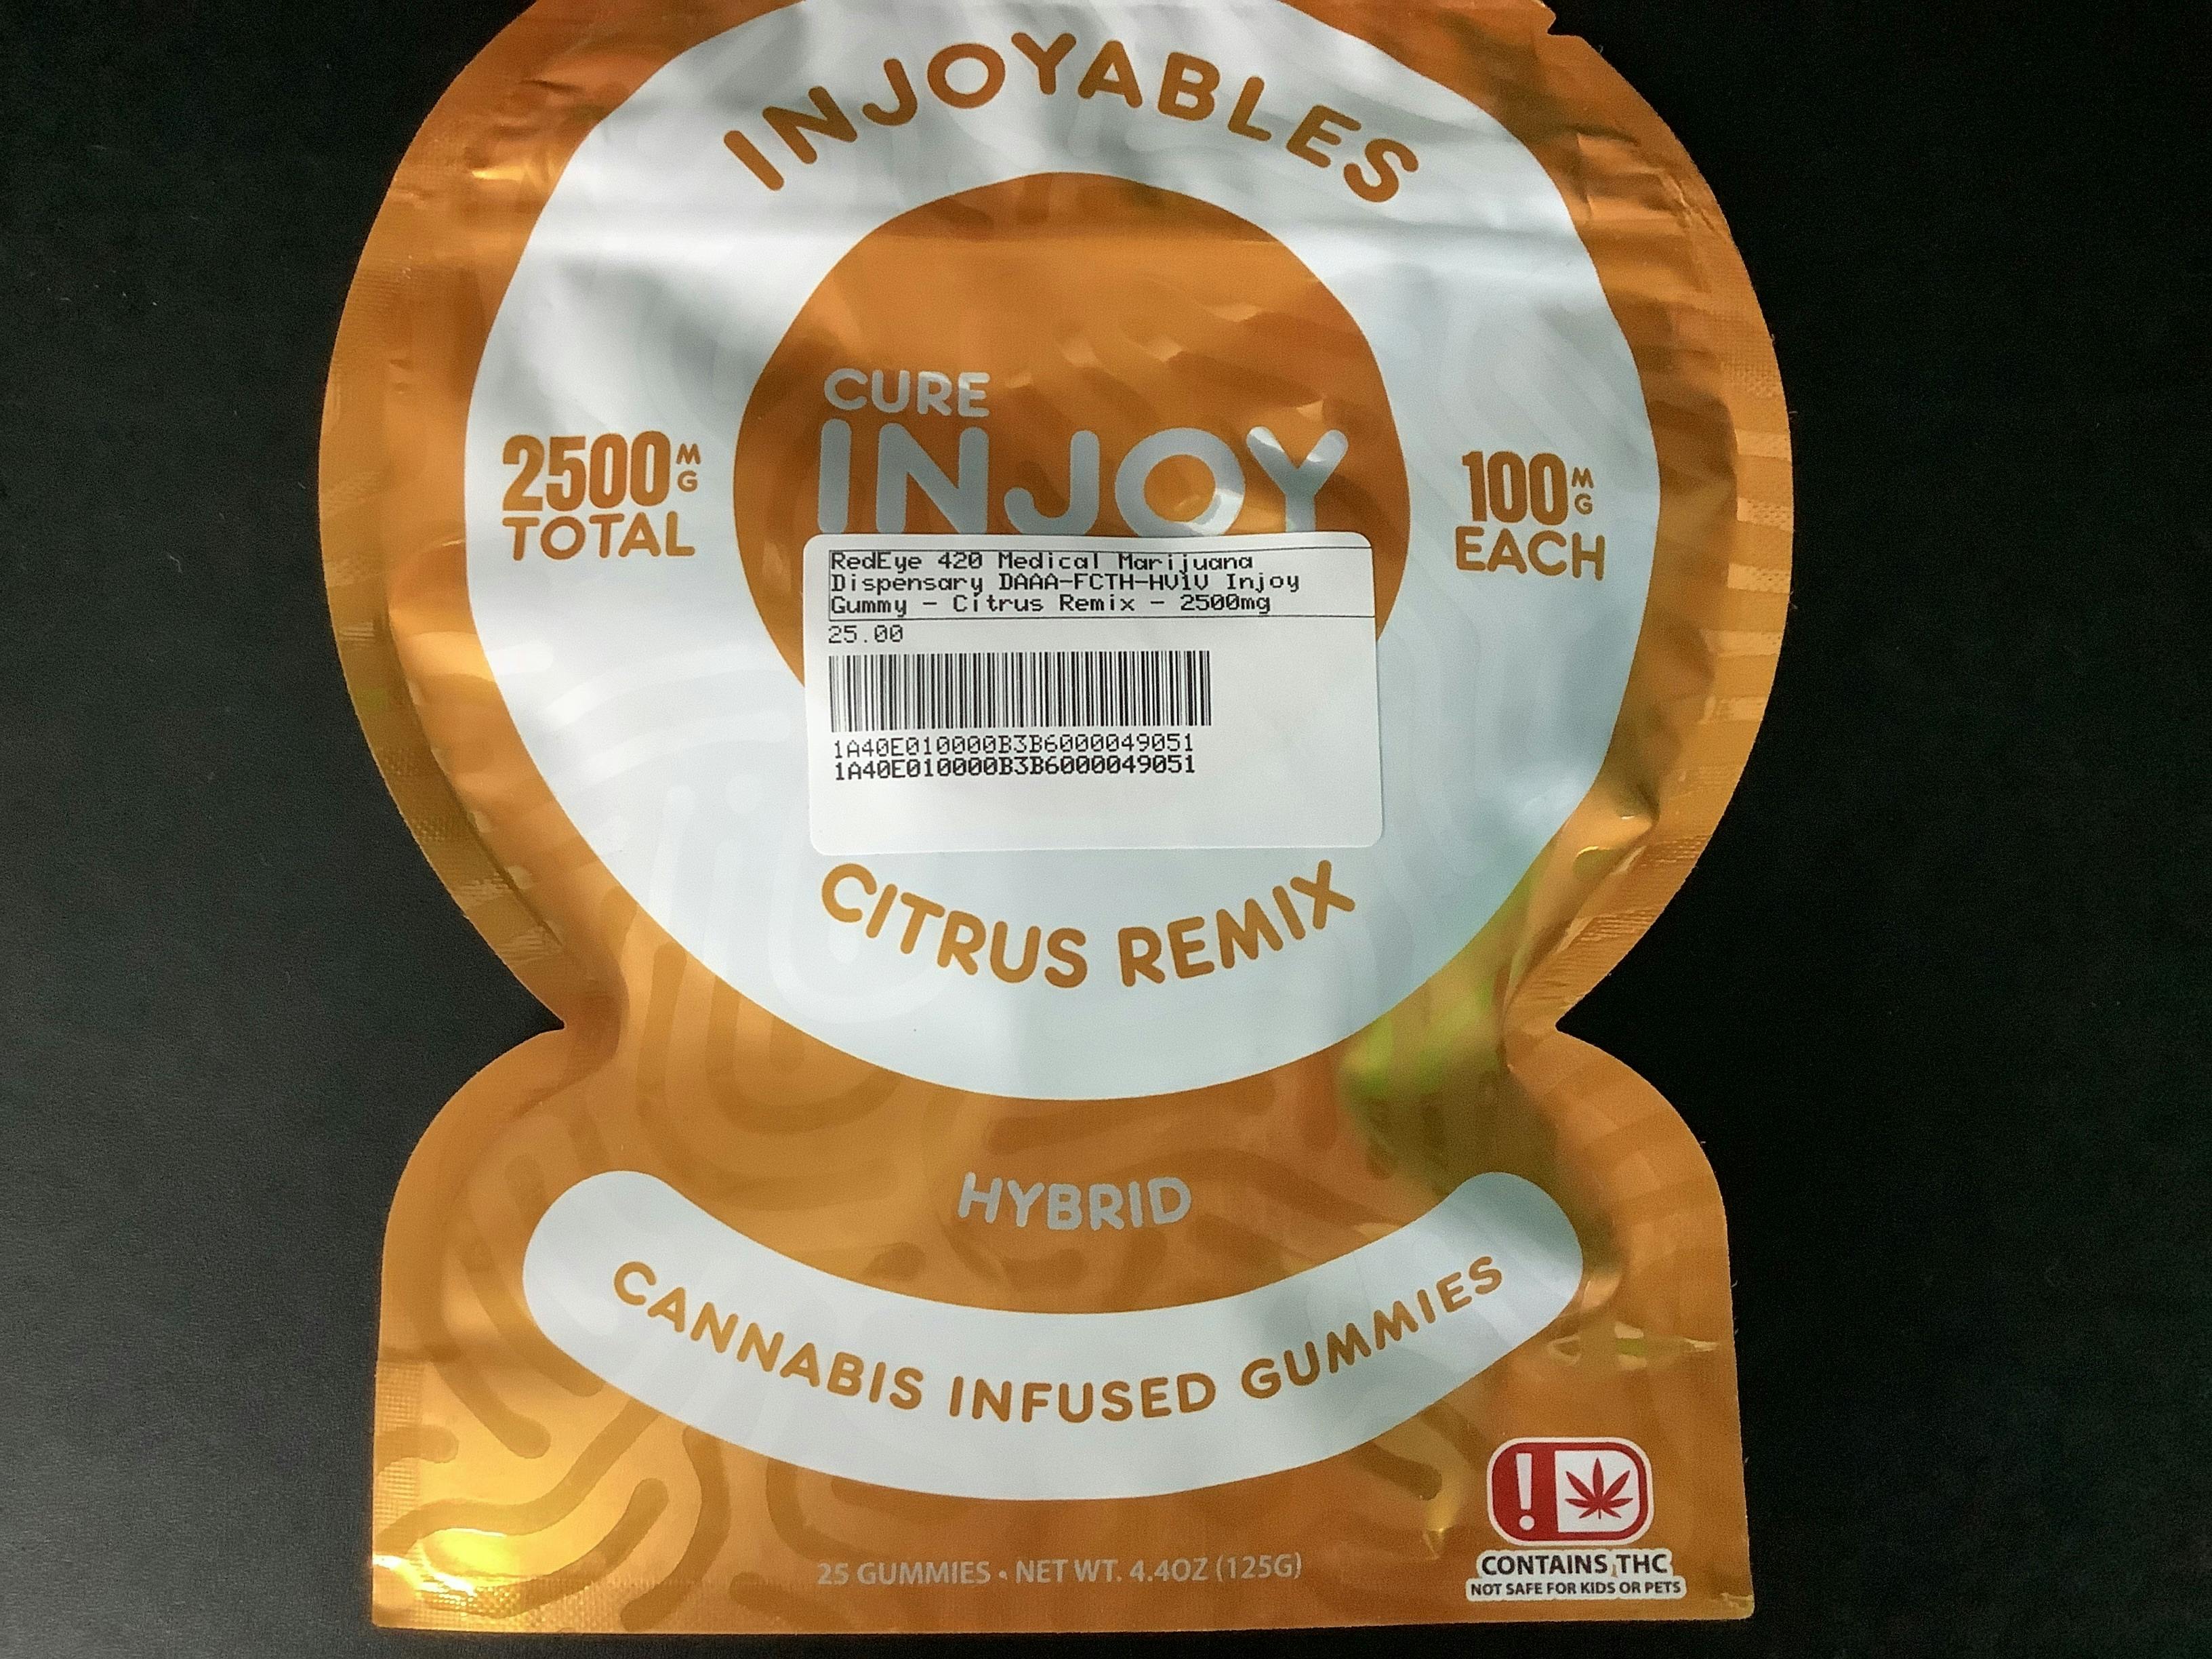 INJOYABLES
CURE
INJOY
2500MG
TOTAL
100MG
EACH
RedEye 420 Medical Marijuana
Dispensary DAAA-FCTH-HV1V Injoy
Gummy - Citrus Remix - 2500mg
25.00
1A40E010000B3B6000049051
1A40E010000B3B6000049051
CITRUS REMIX
HYBRID
CANNABIS INFUSED GUMMIES
25 GUMMIES • NET WT. 4.4OZ (125G)
!
CONTAINS THC
NOT SAFE FOR KIDS OR PETS